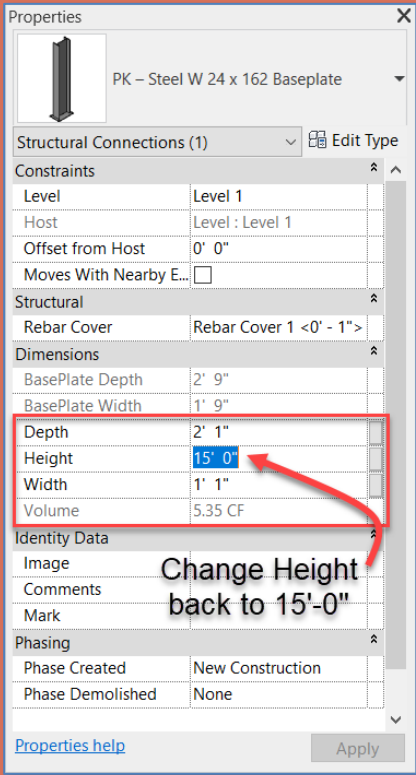 Properties
PK – Steel W 24 x 162 Baseplate
Structural Connections (1) Edit Type
Constraints
Level Level 1
Host Level : Level 1
Offset from Host 0' 0"
Moves With Nearby E...
Structural
Rebar Cover Rebar Cover 1 <0' - 1">
Dimensions
BasePlate Depth 2' 9"
BasePlate Width 1' 9"
Depth 2' 1"
Height 15' 0"
Width 1' 1"
Volume 5.35 CF
Identity Data
Image
Comments
Mark
Change Height
back to 15'-0"
Phasing
Phase Created New Construction
Phase Demolished None
Properties help Apply